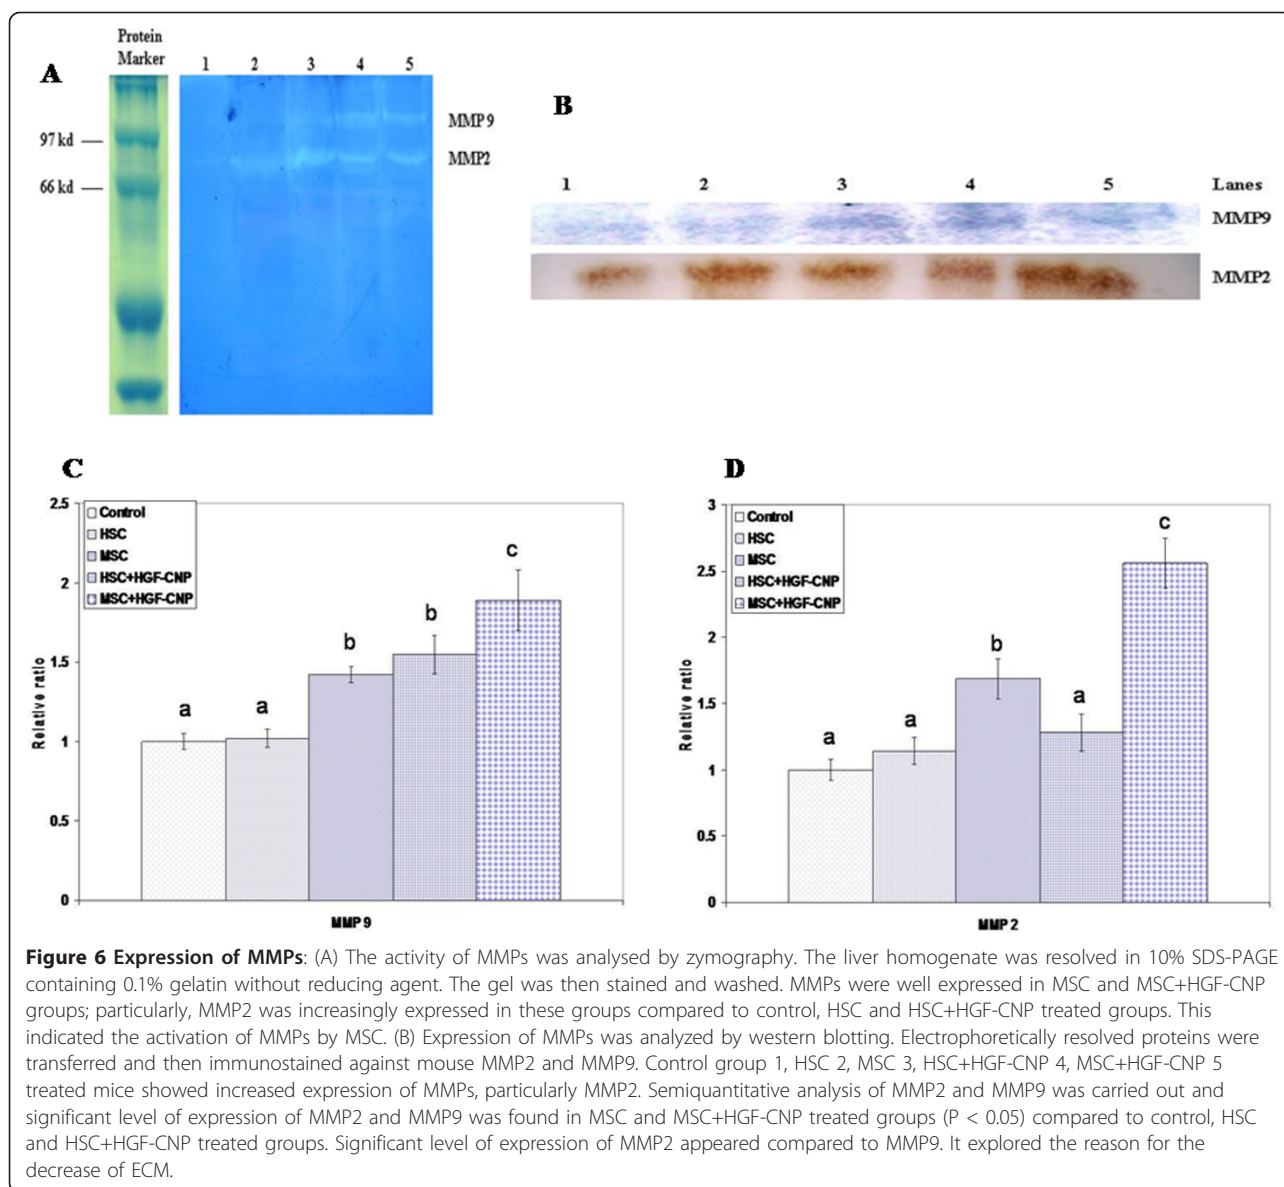 Protein
Marker
A
1 2 3 4 5
MMP9
97 kd
MMP2
66 kd
B
1 2 3 4 5 Lanes
MMP9
MMP2
C
2.5
2
1.5
1
0.5
0
Relative ratio
Control
HSC
MSC
HSC+HGF-CNP
MSC+HGF-CNP
a
a
b
b
c
MMP 9
D
3
2.5
2
1.5
1
0.5
0
Relative ratio
Control
HSC
MSC
HSC+HGF-CNP
MSC+HGF-CNP
a
a
b
a
c
MMP 2
Figure 6 Expression of MMPs: (A) The activity of MMPs was analysed by zymography. The liver homogenate was resolved in 10% SDS-PAGE
containing 0.1% gelatin without reducing agent. The gel was then stained and washed. MMPs were well expressed in MSC and MSC+HGF-CNP
groups; particularly, MMP2 was increasingly expressed in these groups compared to control, HSC and HSC+HGF-CNP treated groups. This
indicated the activation of MMPs by MSC. (B) Expression of MMPs was analyzed by western blotting. Electrophoretically resolved proteins were
transferred and then immunostained against mouse MMP2 and MMP9. Control group 1, HSC 2, MSC 3, HSC+HGF-CNP 4, MSC+HGF-CNP 5
treated mice showed increased expression of MMPs, particularly MMP2. Semiquantitative analysis of MMP2 and MMP9 was carried out and
significant level of expression of MMP2 and MMP9 was found in MSC and MSC+HGF-CNP treated groups (P < 0.05) compared to control, HSC
and HSC+HGF-CNP treated groups. Significant level of expression of MMP2 appeared compared to MMP9. It explored the reason for the
decrease of ECM.